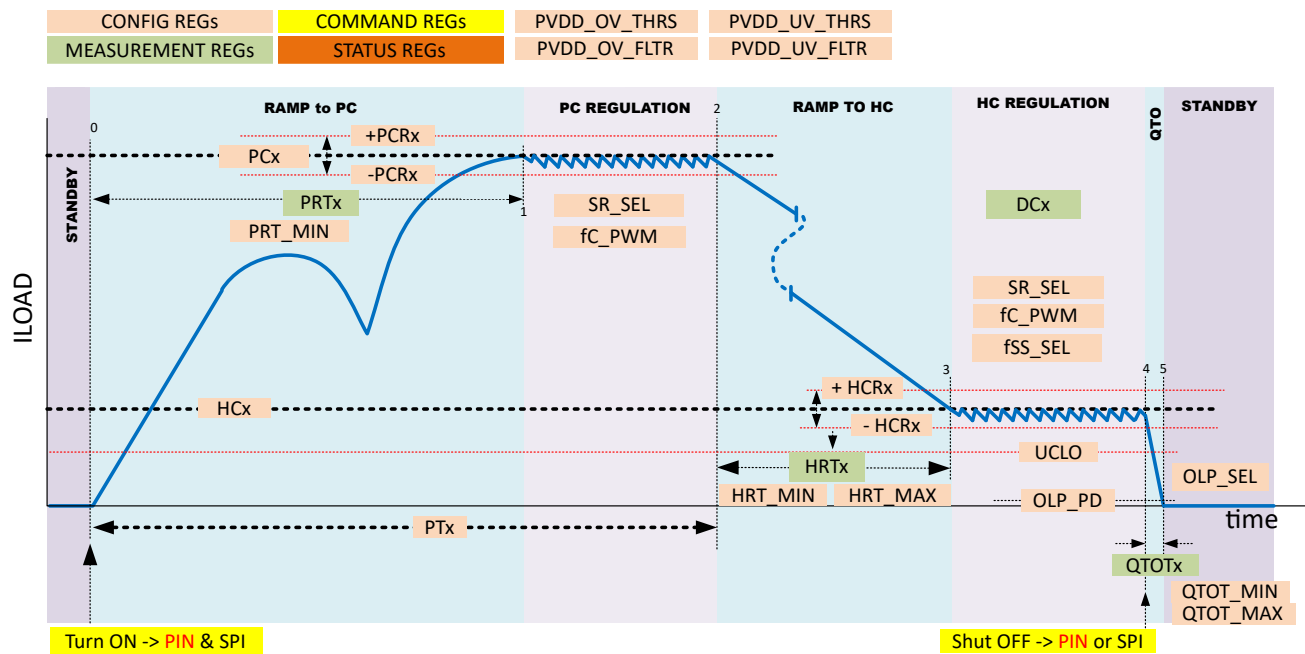 CONFIG REGs
COMMAND REGs
PVDD_OV_THRS
PVDD_UV_THRS
MEASUREMENT REGs
STATUS REGs
PVDD_OV_FLTR
PVDD_UV_FLTR
RAMP to PC
PC REGULATION
RAMP TO HC
HC REGULATION
QTO
STANDBY
STANDBY
0
2
+PCRx
PCx
-PCRx
PRTx
1
PRT_MIN
SR_SEL
fC_PWM
DCx
SR_SEL
fC_PWM
fSS_SEL
ILOAD
3
4
5
+ HCRx
HCx
- HCRx
UCLO
HRTx
OLP_SEL
HRT_MIN
HRT_MAX
OLP_PD
time
PTx
QTOTx
QTOT_MIN
QTOT_MAX
Turn ON -> PIN & SPI
Shut OFF -> PIN or SPI